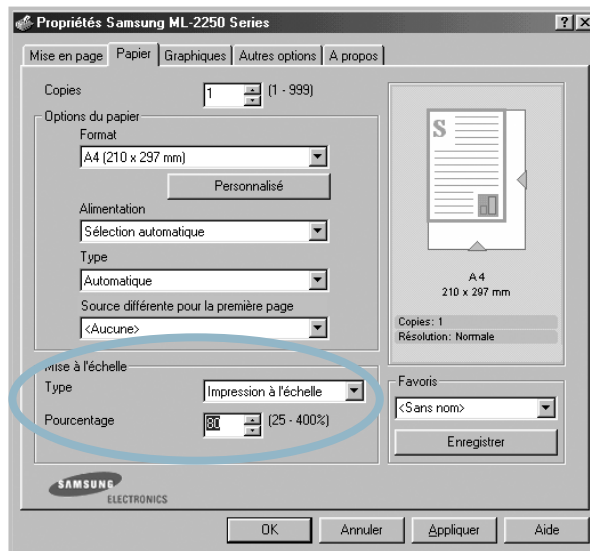 Propriétés Samsung ML-2250 Series
Mise en page Papier Graphiques Autres options A propos
Copies 1 (1 - 999)
Options du papier
Format
A4 (210 x 297 mm)
Personnalisé
Alimentation
Sélection automatique
Type
Automatique
Source différente pour la première page
<Aucune>
Mise à l'échelle
Type Impression à l'échelle
Pourcentage 80 (25 - 400%)
S
A4
210 x 297 mm
Copies: 1
Résolution: Normale
Favoris
<Sans nom>
Enregistrer
SAMSUNG
ELECTRONICS
OK Annuler Appliquer Aide